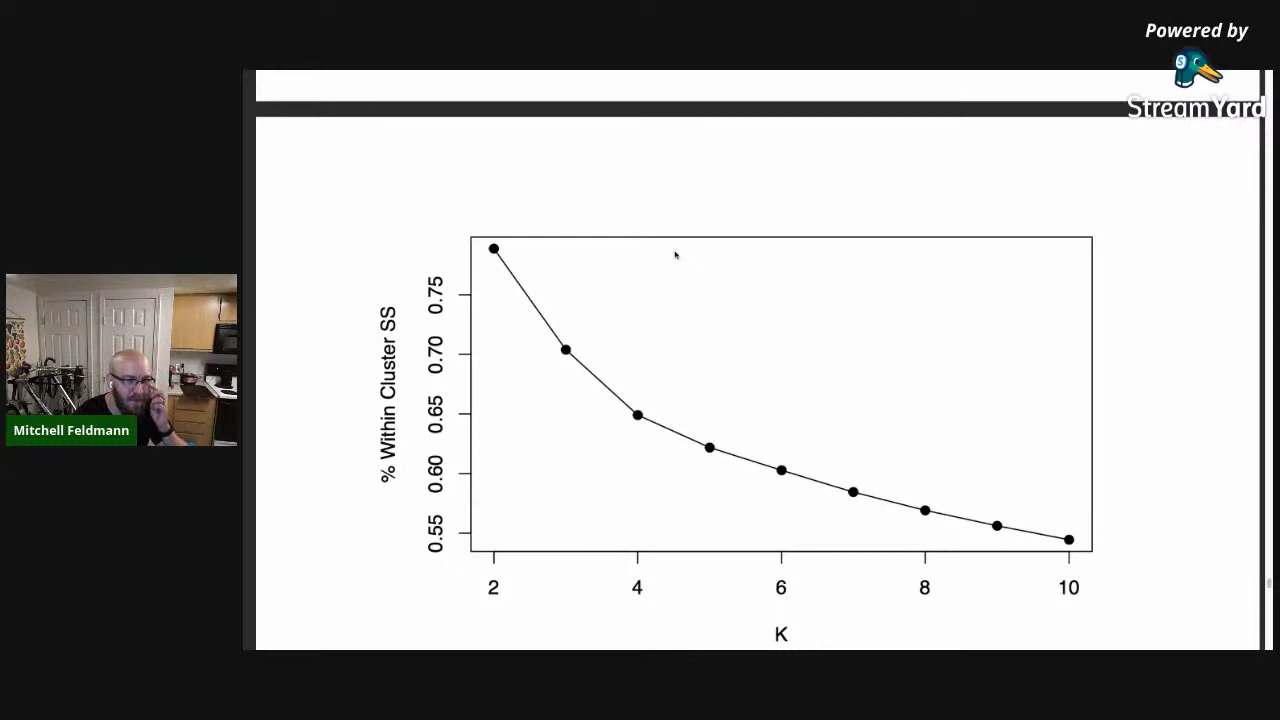 Powered by
StreamYard
0.75
0.70
0.65
0.60
0.55
% Within Cluster SS
2 4 6 8 10
K
Mitchell Feldmann